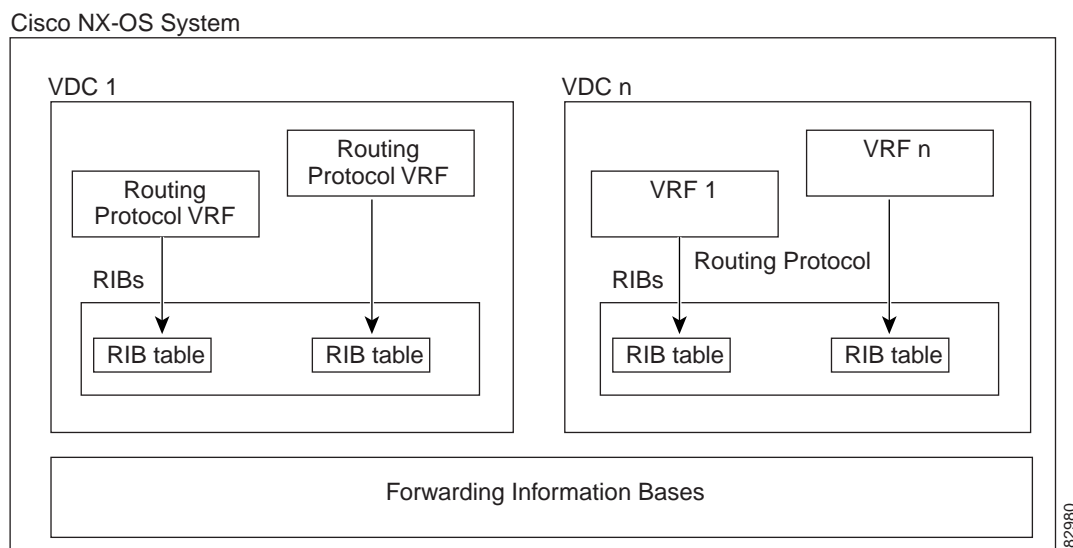 Cisco NX-OS System
VDC 1
Routing
Protocol VRF
Routing
Protocol VRF
RIBs
RIB table
RIB table
VDC n
VRF 1
VRF n
Routing Protocol
RIBs
RIB table
RIB table
Forwarding Information Bases
82980